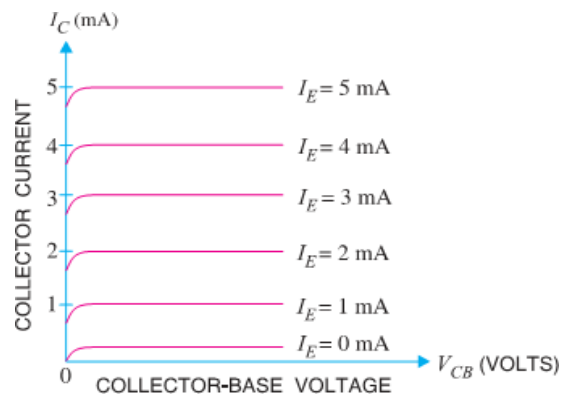 I_C (mA)
COLLECTOR CURRENT
5
I_E = 5 mA
4
I_E = 4 mA
3
I_E = 3 mA
2
I_E = 2 mA
1
I_E = 1 mA
I_E = 0 mA
V_CB (VOLTS)
0
COLLECTOR-BASE VOLTAGE